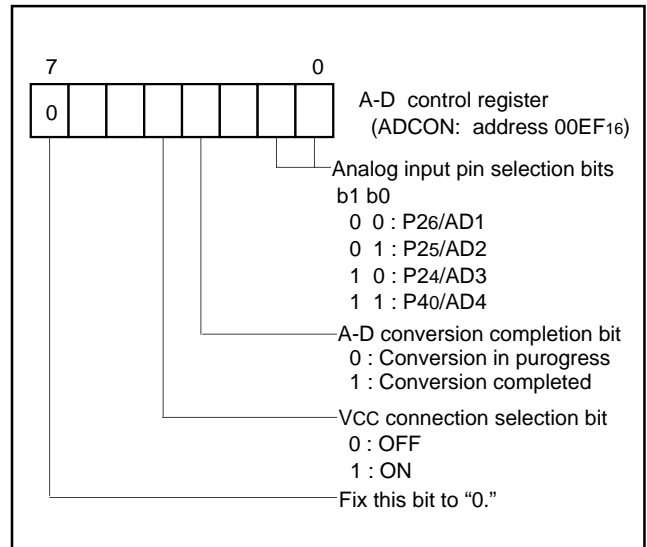 7 0
0
A-D control register
(ADCON: address 00EF16)
Analog input pin selection bits
b1 b0
0 0 : P26/AD1
0 1 : P25/AD2
1 0 : P24/AD3
1 1 : P40/AD4
A-D conversion completion bit
0 : Conversion in purogress
1 : Conversion completed
VCC connection selection bit
0 : OFF
1 : ON
Fix this bit to “0.”